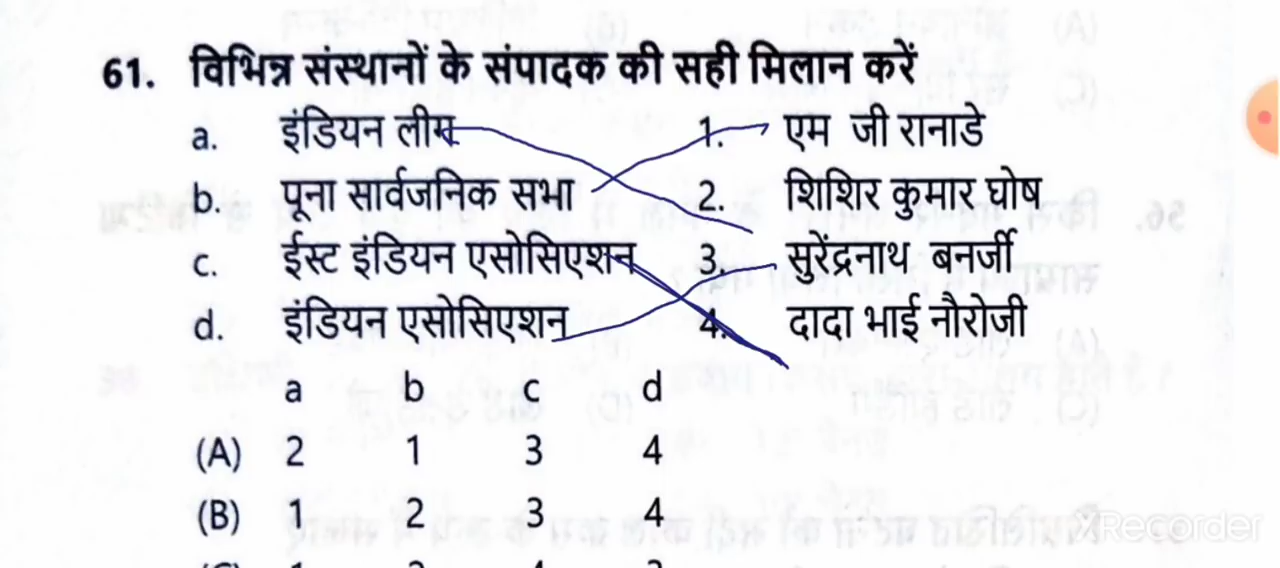 61. विभिन्न संस्थानों के संपादक की सही मिलान करें
a. इंडियन लीग 1. एम जी रानाडे
b. पूना सार्वजनिक सभा 2. शिशिर कुमार घोष
c. ईस्ट इंडियन एसोसिएशन 3. सुरेंद्रनाथ बनर्जी
d. इंडियन एसोसिएशन 4. दादा भाई नौरोजी
a b c d
(A) 2 1 3 4
(B) 1 2 3 4
XRecorder